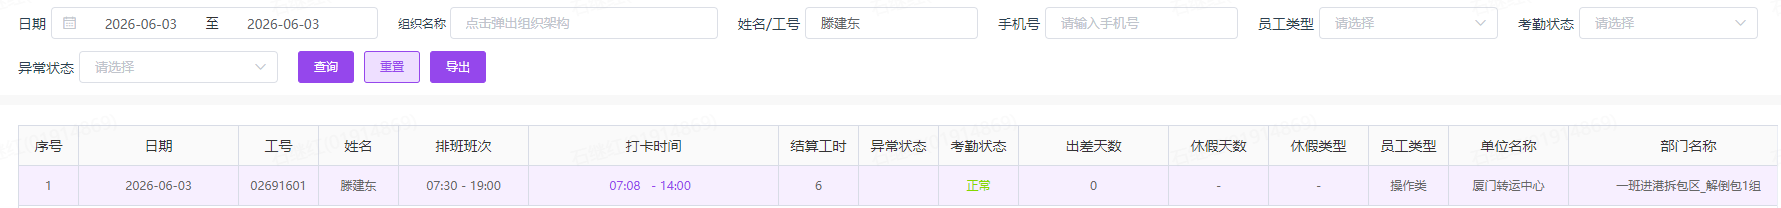 日期 2026-06-03 至 2026-06-03 组织名称 点击弹出组织架构 姓名/工号 滕建东 手机号 请输入手机号 员工类型 请选择 考勤状态 请选择
异常状态 请选择 查询 重置 导出
序号 日期 工号 姓名 排班班次 打卡时间 结算工时 异常状态 考勤状态 出差天数 休假天数 休假类型 员工类型 单位名称 部门名称
1 2026-06-03 02691601 滕建东 07:30 - 19:00 07:08 - 14:00 6 正常 0 - - 操作类 厦门转运中心 一班进港拆包区_解倒包1组